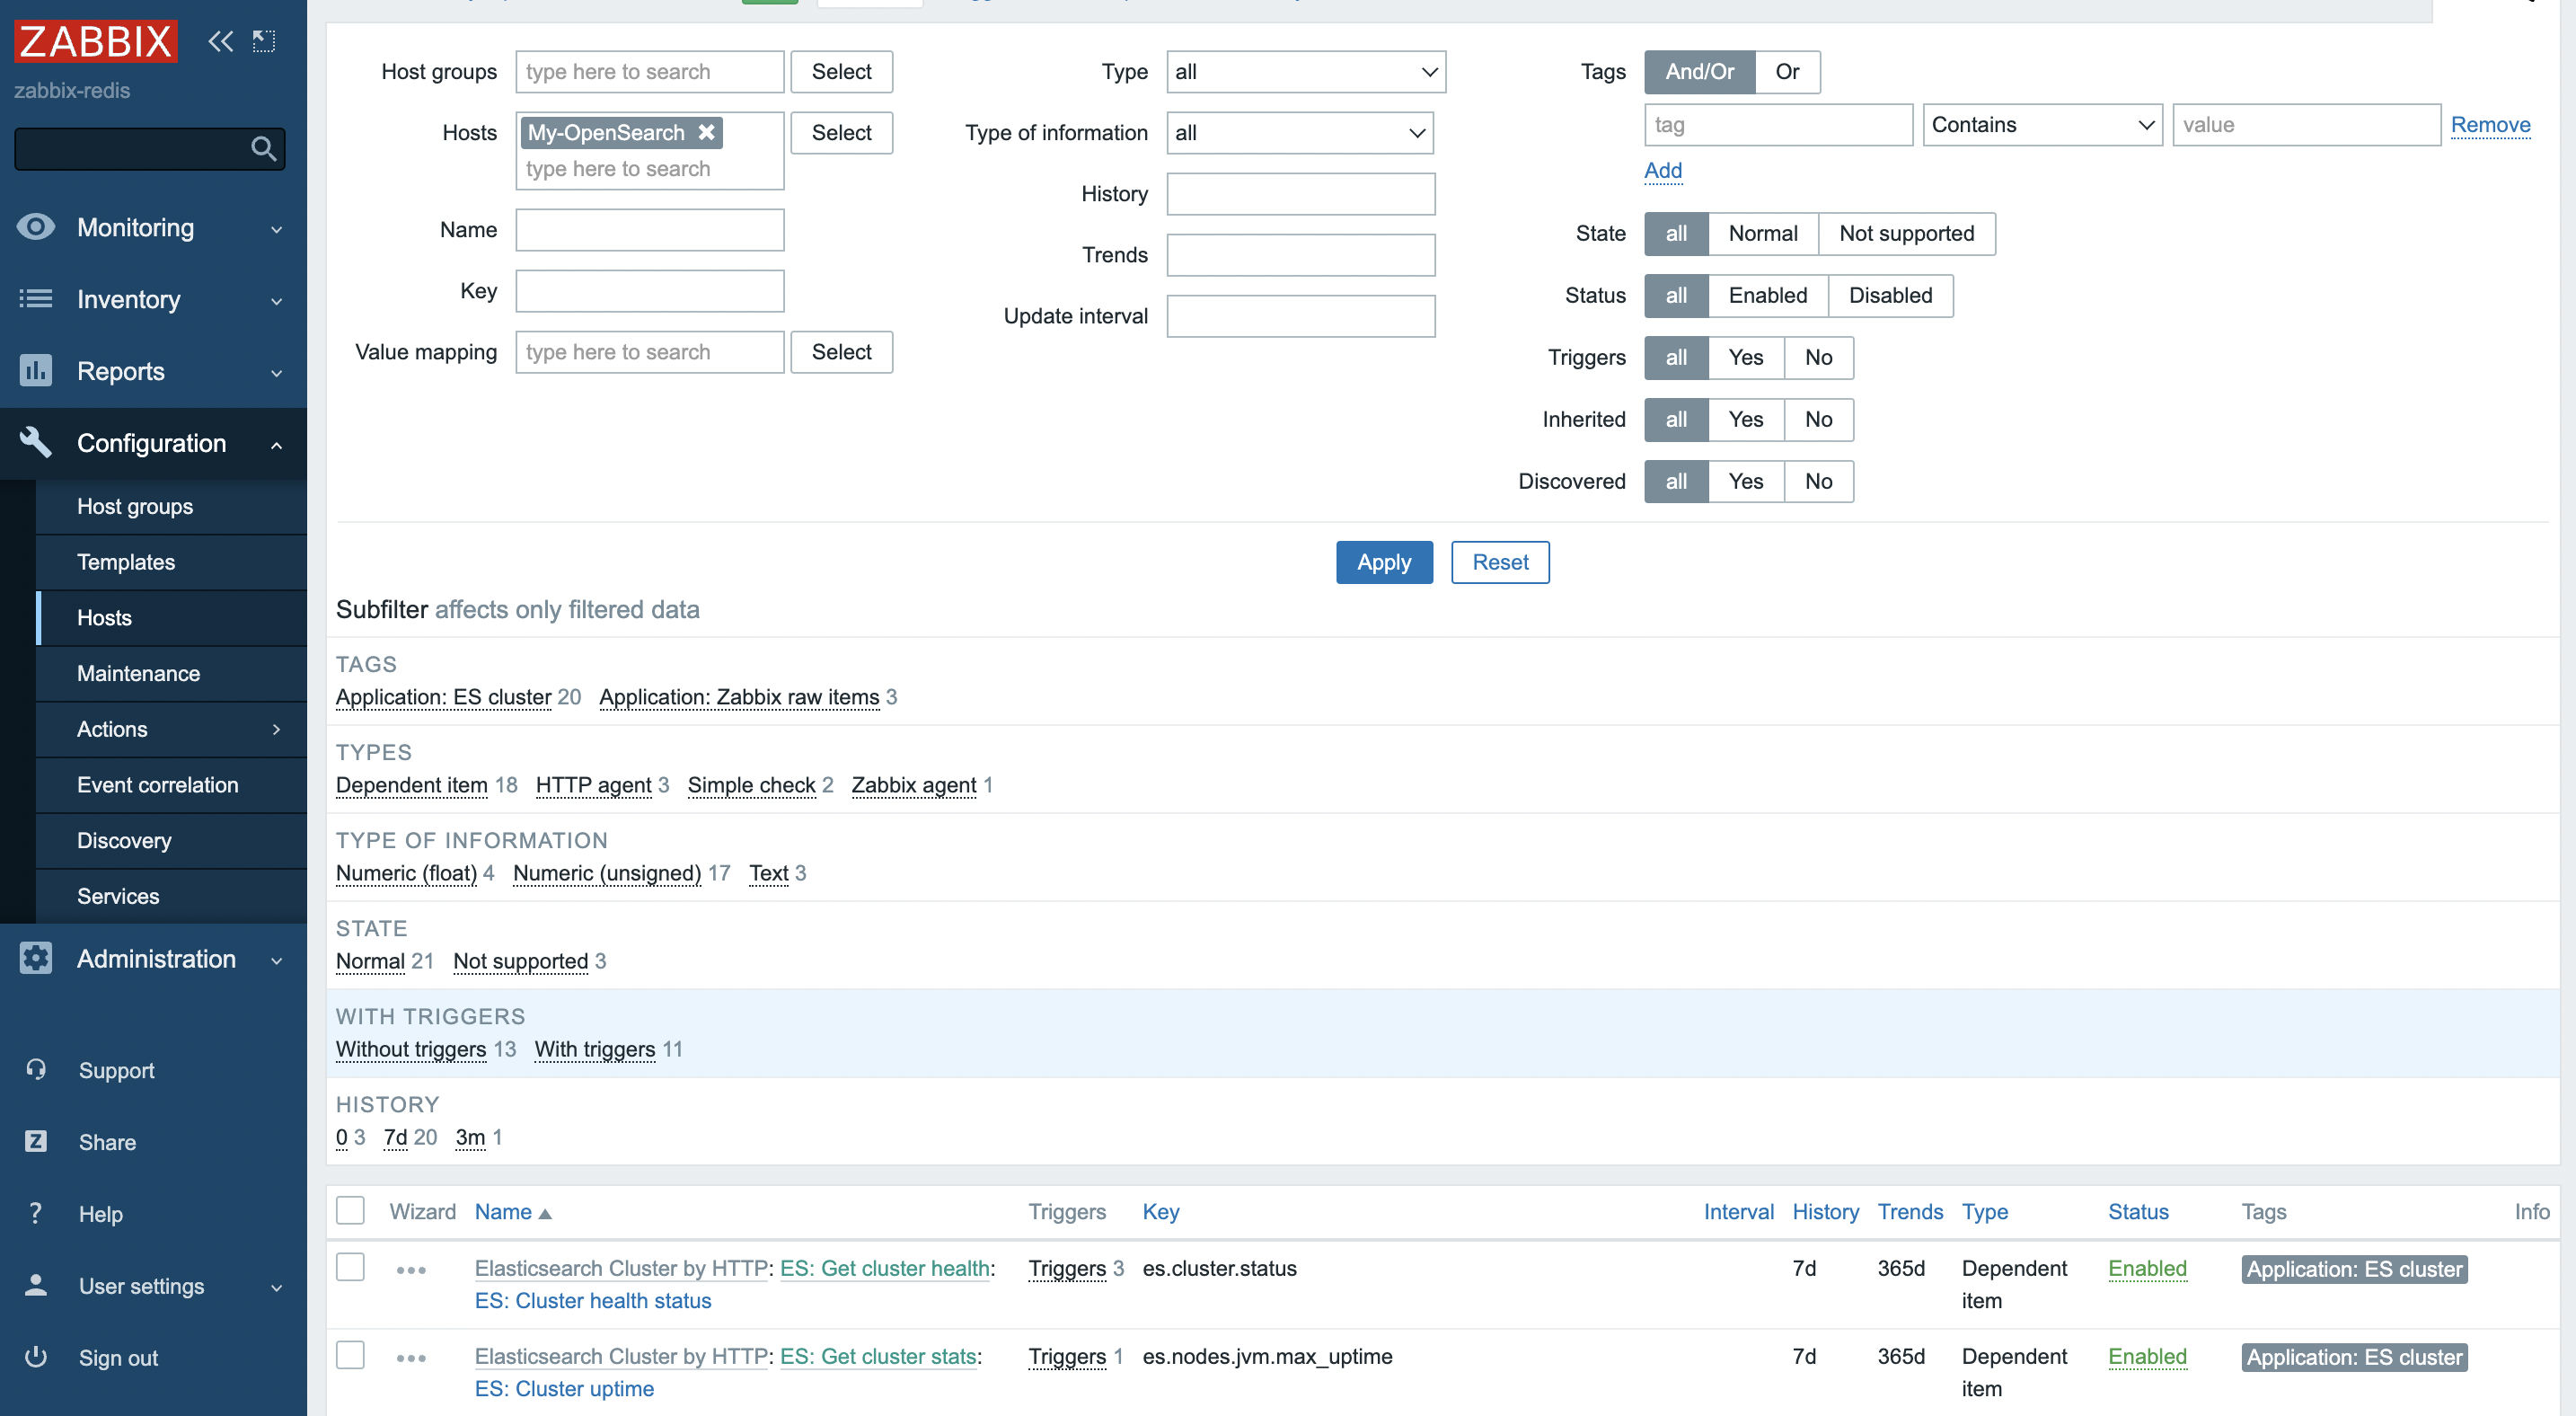 ZABBIX
zabbix-redis
Monitoring
Inventory
Reports
Configuration
Host groups
Templates
Hosts
Maintenance
Actions
Event correlation
Discovery
Services
Administration
Support
Share
Help
User settings
Sign out
Host groups type here to search Select
Hosts My-OpenSearch Select
type here to search
Name
Key
Value mapping type here to search Select
Type all
Type of information all
History
Trends
Update interval
Tags And/Or Or
tag Contains value Remove
Add
State all Normal Not supported
Status all Enabled Disabled
Triggers all Yes No
Inherited all Yes No
Discovered all Yes No
Apply Reset
Subfilter affects only filtered data
TAGS
Application: ES cluster 20 Application: Zabbix raw items 3
TYPES
Dependent item 18 HTTP agent 3 Simple check 2 Zabbix agent 1
TYPE OF INFORMATION
Numeric (float) 4 Numeric (unsigned) 17 Text 3
STATE
Normal 21 Not supported 3
WITH TRIGGERS
Without triggers 13 With triggers 11
HISTORY
0 3 7d 20 3m 1
Wizard Name Triggers Key Interval History Trends Type Status Tags Info
Elasticsearch Cluster by HTTP: ES: Get cluster health: Triggers 3 es.cluster.status 7d 365d Dependent Enabled Application: ES cluster
ES: Cluster health status item
Elasticsearch Cluster by HTTP: ES: Get cluster stats: Triggers 1 es.nodes.jvm.max_uptime 7d 365d Dependent Enabled Application: ES cluster
ES: Cluster uptime item